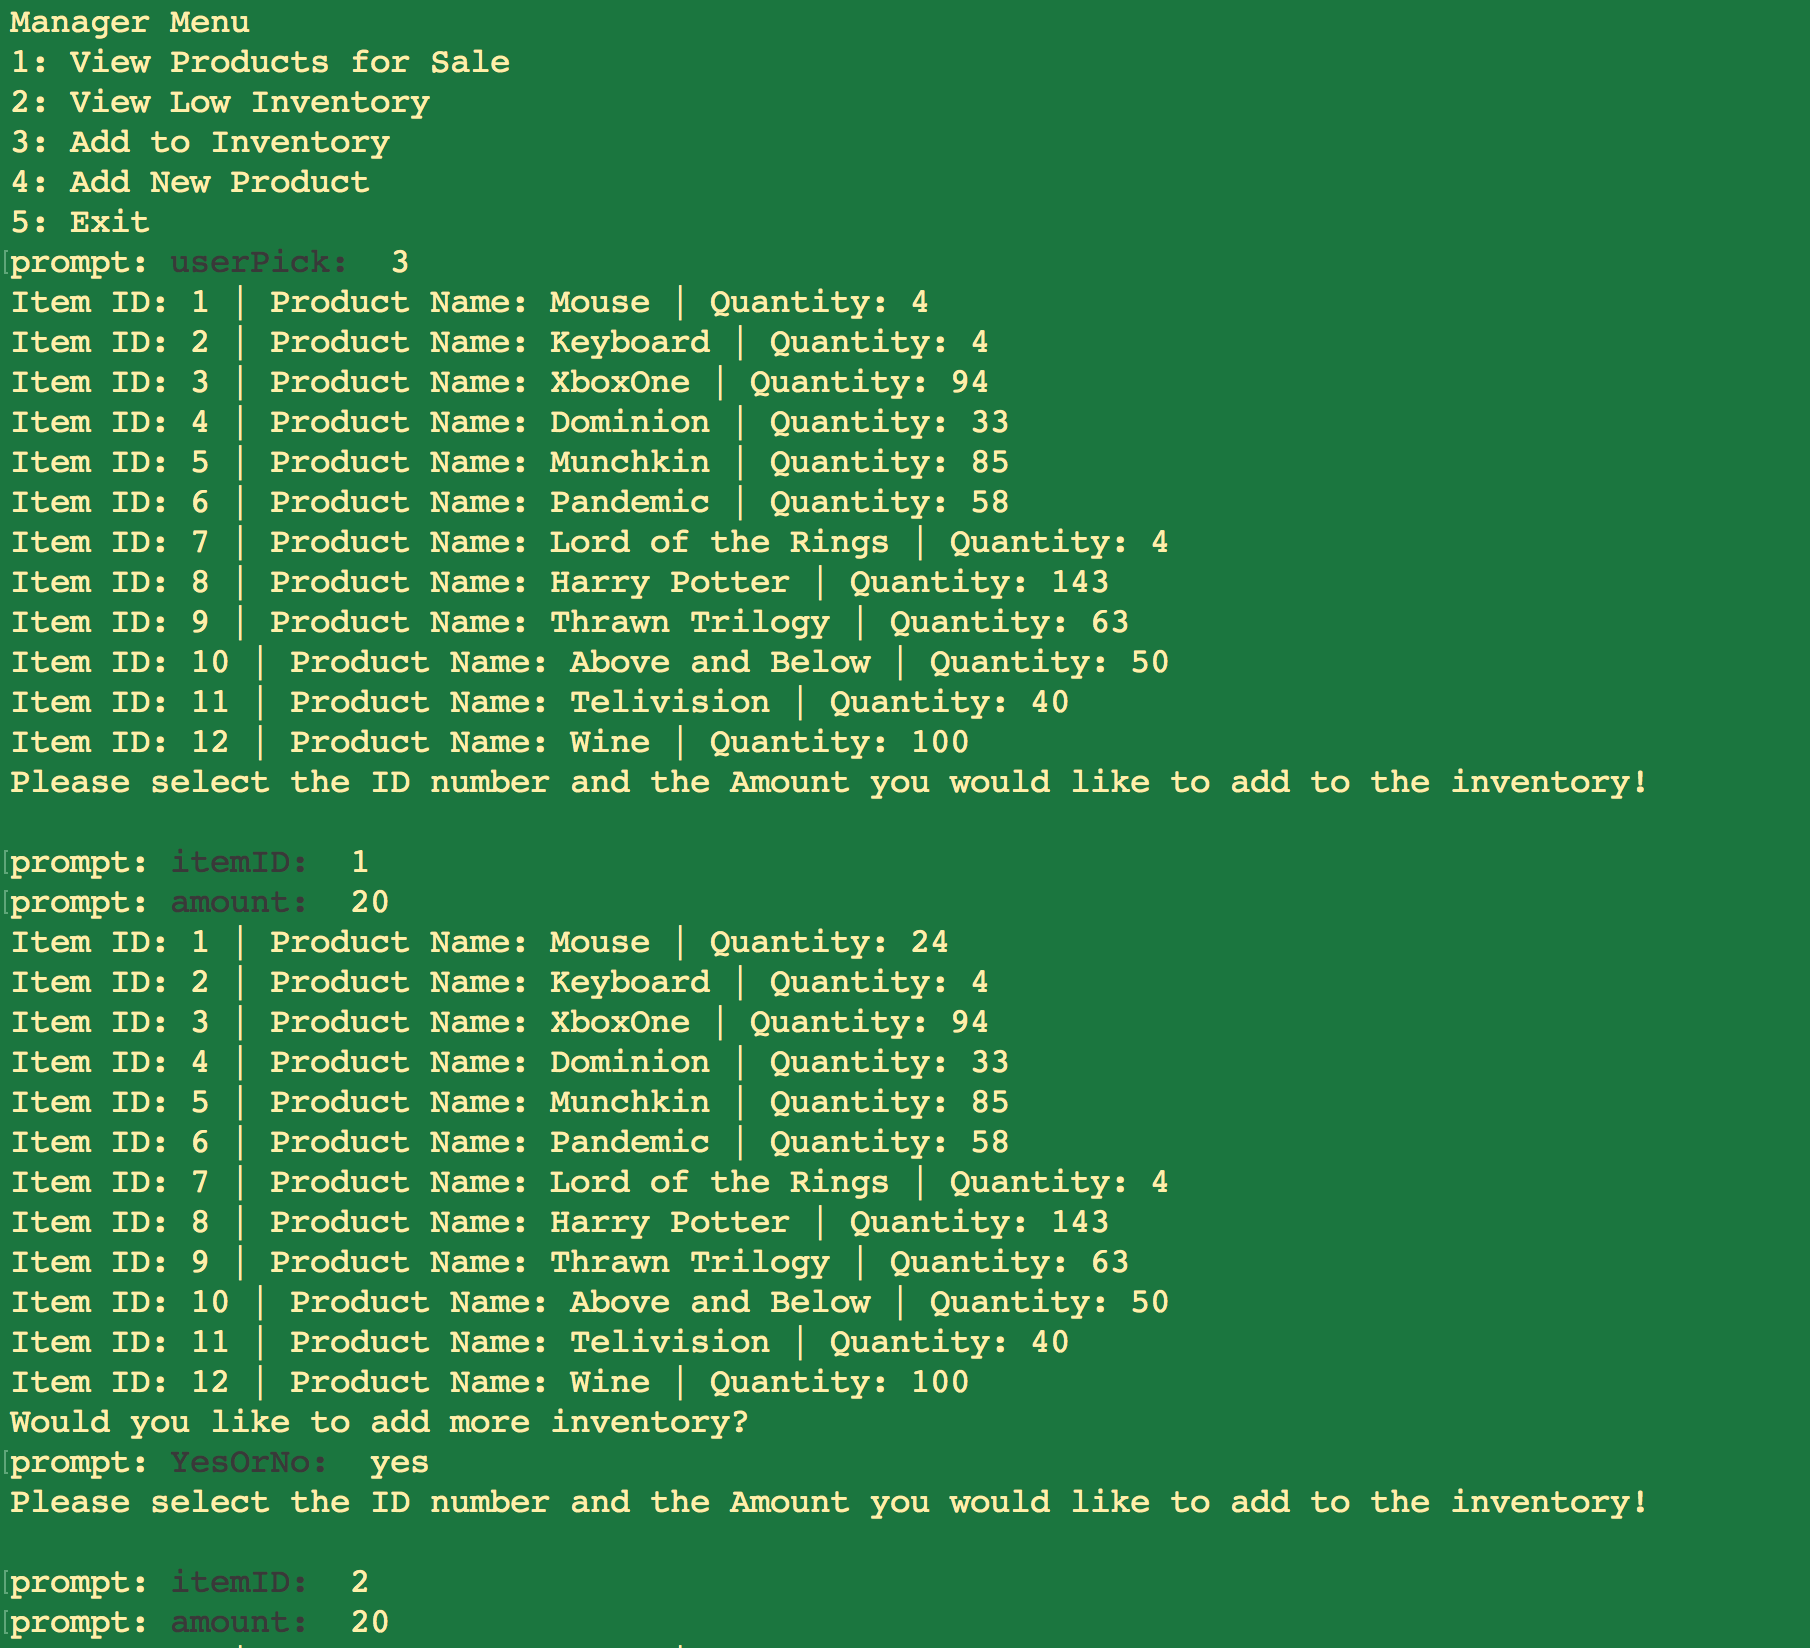 Manager Menu
1: View Products for Sale
2: View Low Inventory
3: Add to Inventory
4: Add New Product
5: Exit
prompt: userPick:  3
Item ID: 1 | Product Name: Mouse | Quantity: 4
Item ID: 2 | Product Name: Keyboard | Quantity: 4
Item ID: 3 | Product Name: XboxOne | Quantity: 94
Item ID: 4 | Product Name: Dominion | Quantity: 33
Item ID: 5 | Product Name: Munchkin | Quantity: 85
Item ID: 6 | Product Name: Pandemic | Quantity: 58
Item ID: 7 | Product Name: Lord of the Rings | Quantity: 4
Item ID: 8 | Product Name: Harry Potter | Quantity: 143
Item ID: 9 | Product Name: Thrawn Trilogy | Quantity: 63
Item ID: 10 | Product Name: Above and Below | Quantity: 50
Item ID: 11 | Product Name: Telivision | Quantity: 40
Item ID: 12 | Product Name: Wine | Quantity: 100
Please select the ID number and the Amount you would like to add to the inventory!
prompt: itemID:  1
prompt: amount:  20
Item ID: 1 | Product Name: Mouse | Quantity: 24
Item ID: 2 | Product Name: Keyboard | Quantity: 4
Item ID: 3 | Product Name: XboxOne | Quantity: 94
Item ID: 4 | Product Name: Dominion | Quantity: 33
Item ID: 5 | Product Name: Munchkin | Quantity: 85
Item ID: 6 | Product Name: Pandemic | Quantity: 58
Item ID: 7 | Product Name: Lord of the Rings | Quantity: 4
Item ID: 8 | Product Name: Harry Potter | Quantity: 143
Item ID: 9 | Product Name: Thrawn Trilogy | Quantity: 63
Item ID: 10 | Product Name: Above and Below | Quantity: 50
Item ID: 11 | Product Name: Telivision | Quantity: 40
Item ID: 12 | Product Name: Wine | Quantity: 100
Would you like to add more inventory?
prompt: YesOrNo:  yes
Please select the ID number and the Amount you would like to add to the inventory!
prompt: itemID:  2
prompt: amount:  20